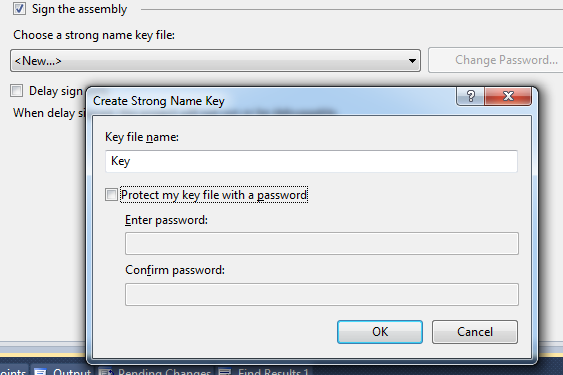 Sign the assembly
Choose a strong name key file:
<New...>
Change Password...
Delay sign
When delay si
Create Strong Name Key
Key file name:
Key
Protect my key file with a password
Enter password:
Confirm password:
OK
Cancel
oints
Output
Pending Changes
Find Results 1